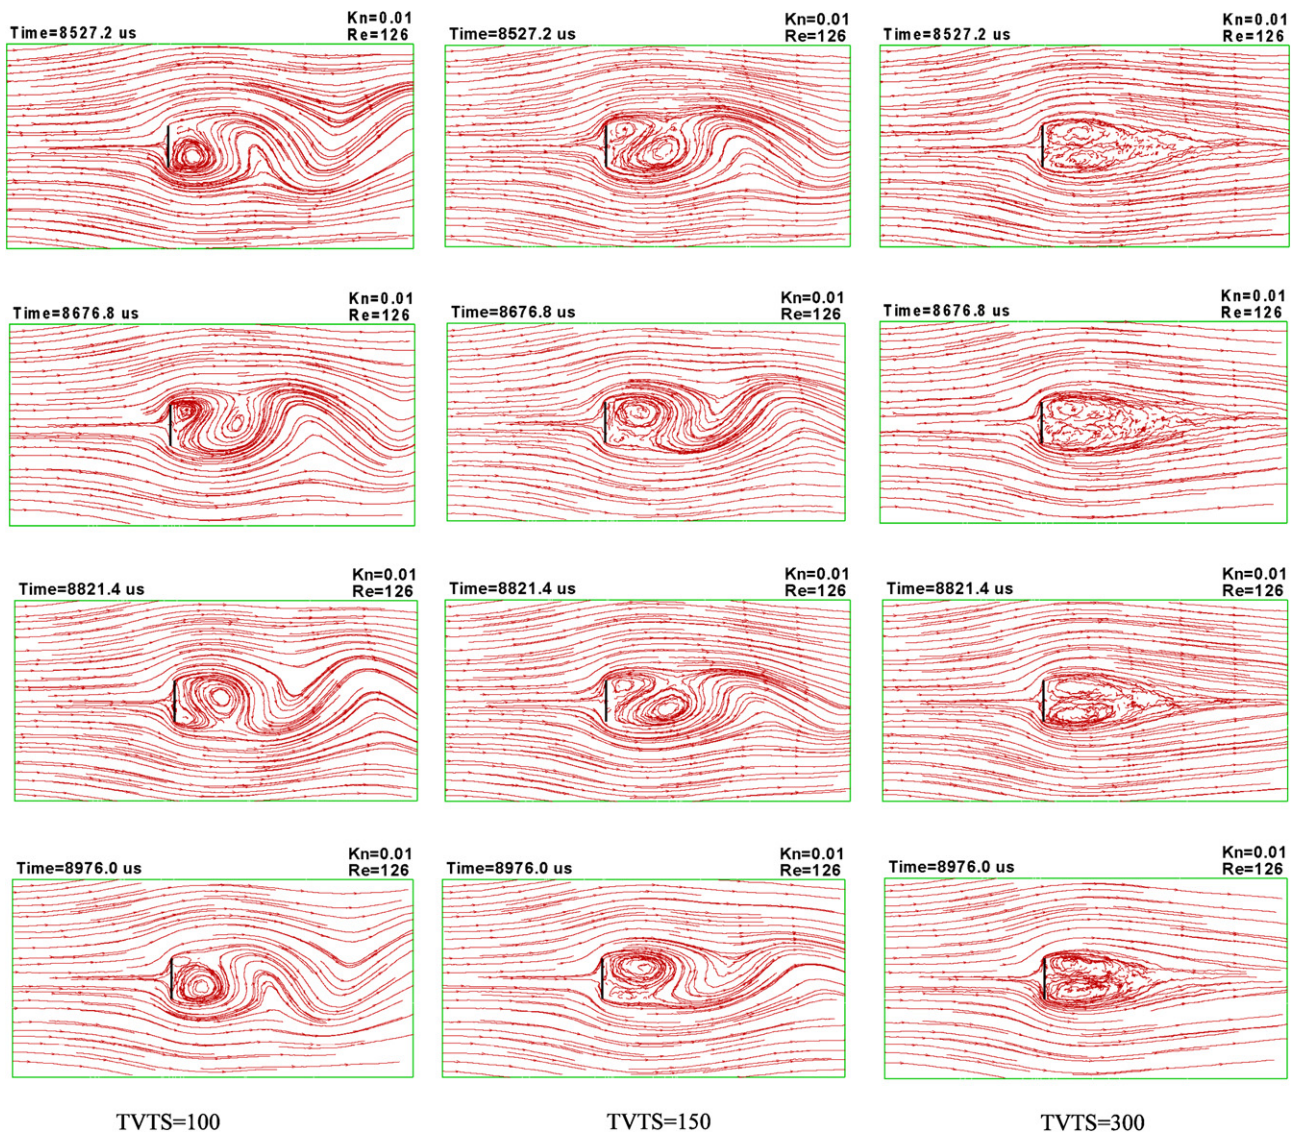 Kn=0.01
Time=8527.2 us Re=126
Kn=0.01
Time=8527.2 us Re=126
Kn=0.01
Time=8527.2 us Re=126
Kn=0.01
Time=8676.8 us Re=126
Kn=0.01
Time=8676.8 us Re=126
Kn=0.01
Time=8676.8 us Re=126
Kn=0.01
Time=8821.4 us Re=126
Kn=0.01
Time=8821.4 us Re=126
Kn=0.01
Time=8821.4 us Re=126
Kn=0.01
Time=8976.0 us Re=126
Kn=0.01
Time=8976.0 us Re=126
Kn=0.01
Time=8976.0 us Re=126
TVTS=100
TVTS=150
TVTS=300